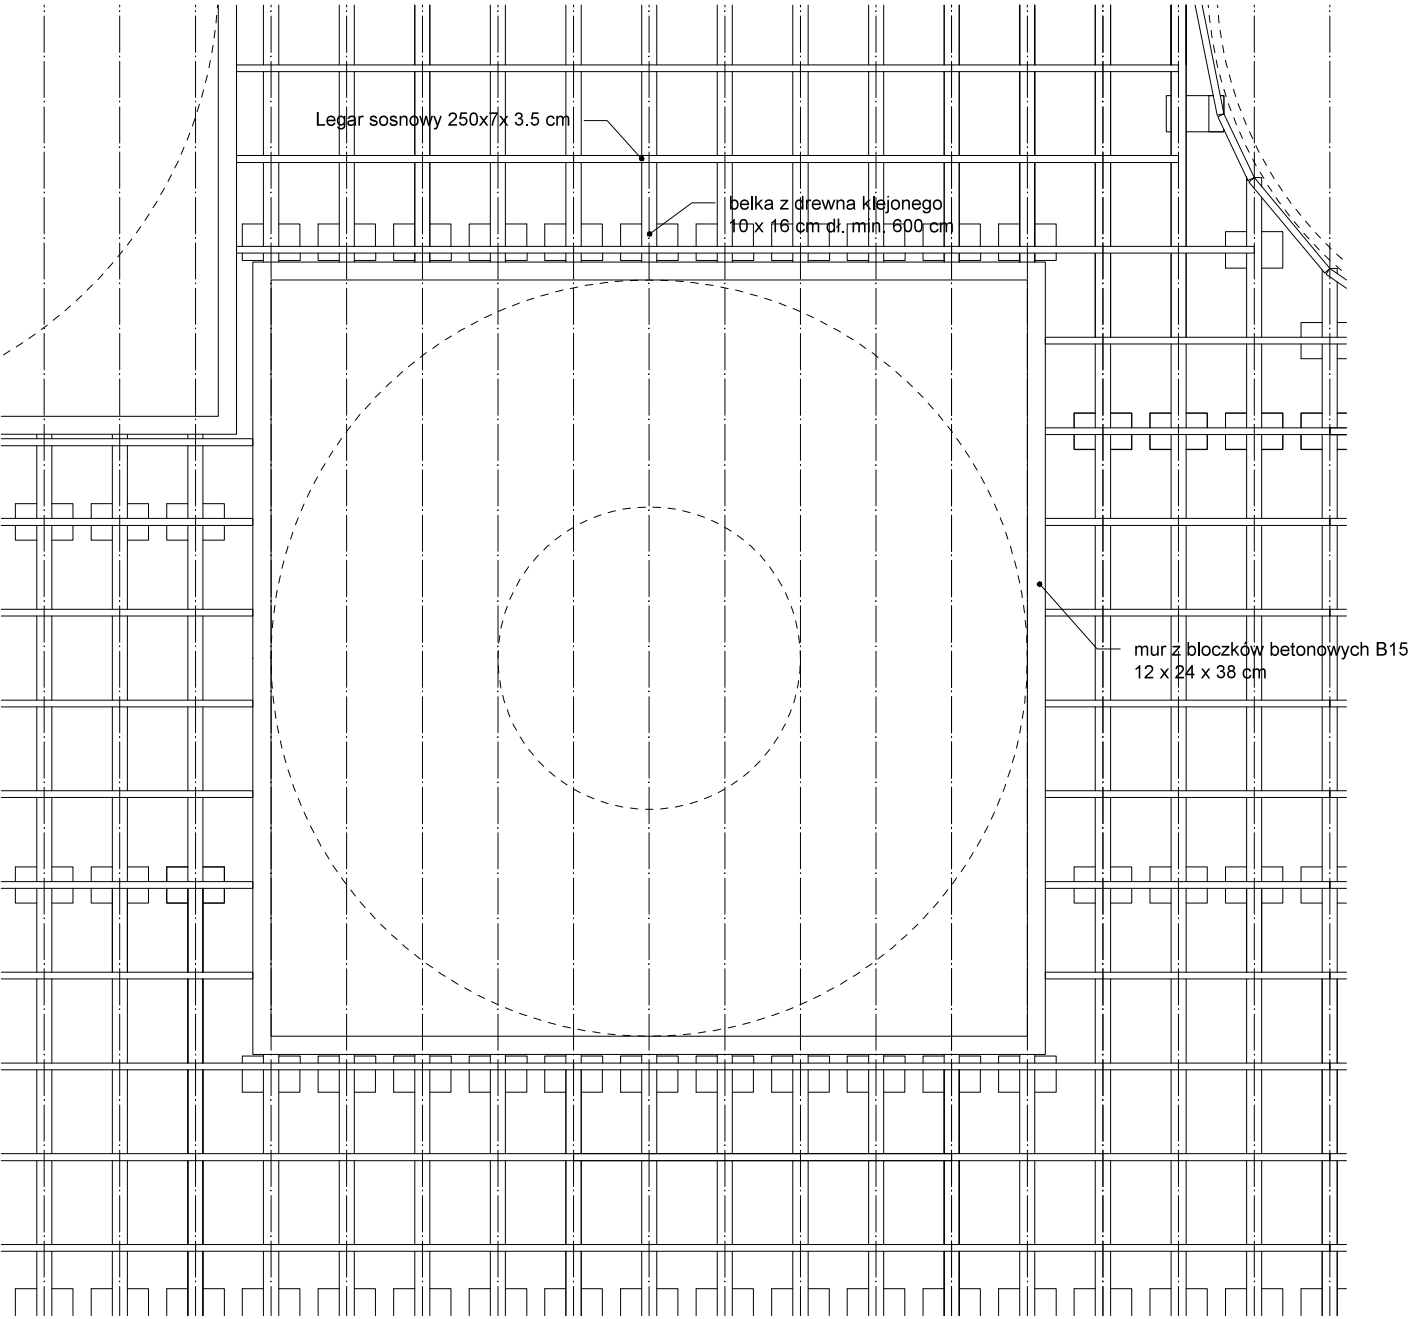 Legar sosnowy 250x7x 3.5 cm
belka z drewna klejonego
10 x 16 cm dł. min. 600 cm
mur z bloczków betonowych B15
12 x 24 x 38 cm